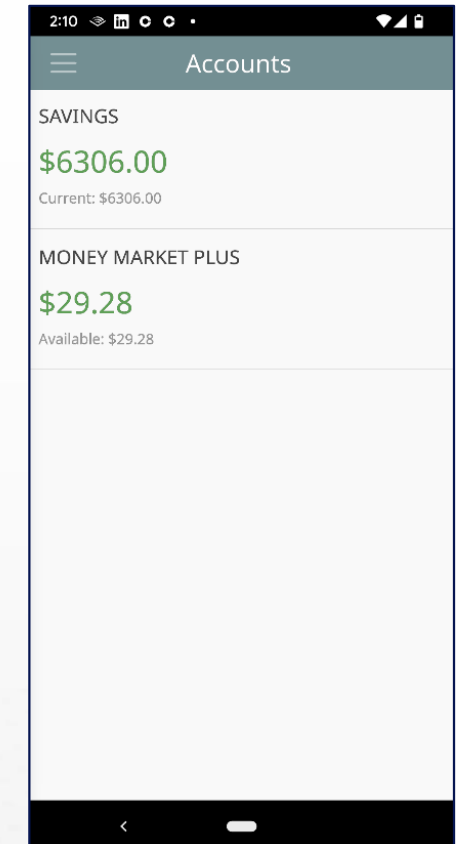 2:10
Accounts
SAVINGS
$6306.00
Current: $6306.00
MONEY MARKET PLUS
$29.28
Available: $29.28